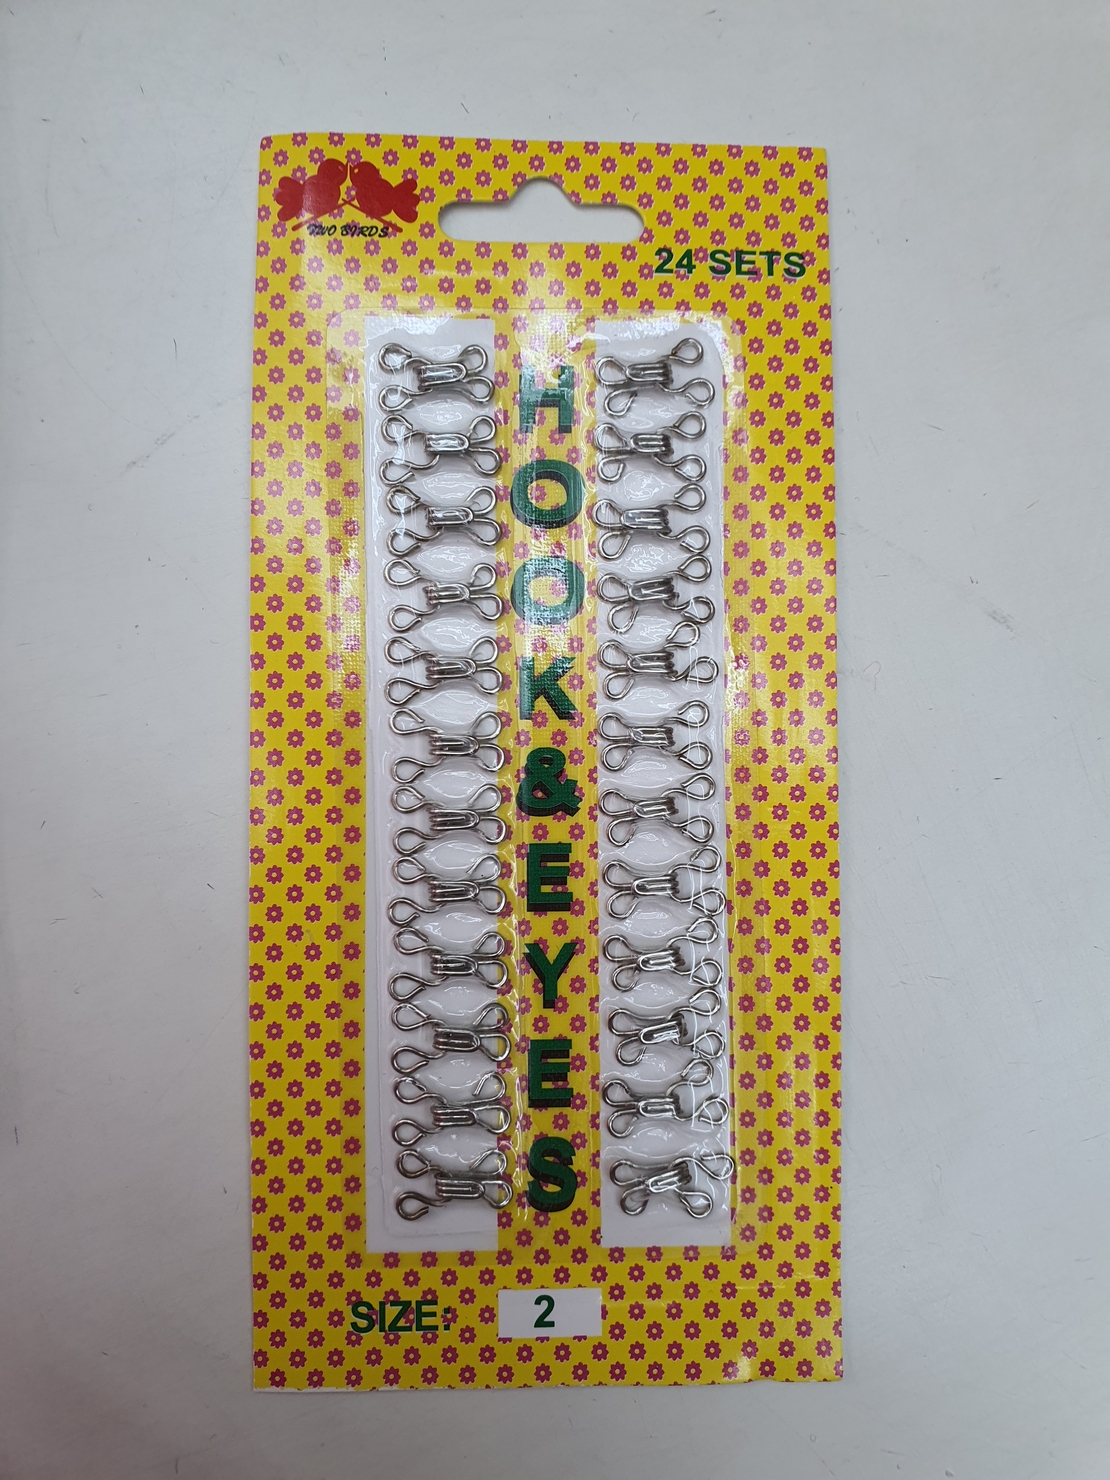 TWO BIRDS
24 SETS
HOOK & EYES
SIZE: 2